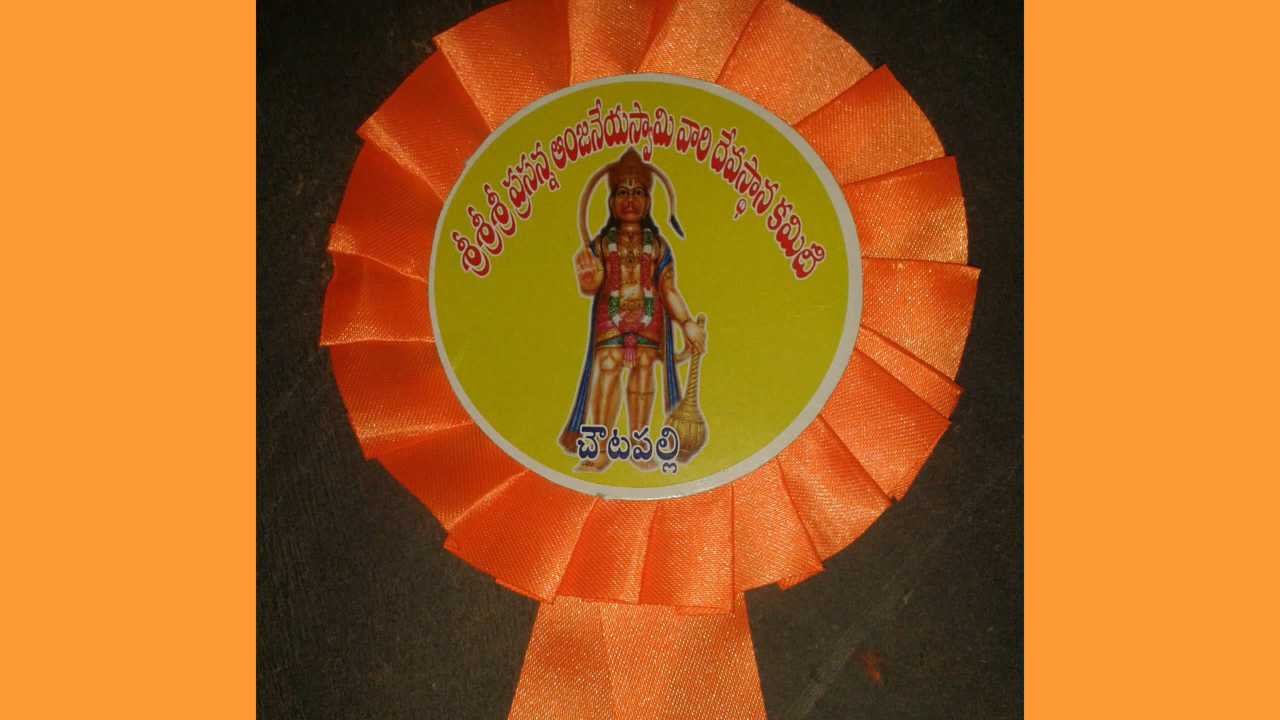 శ్రీ శ్రీ శ్రీ ప్రసన్న ఆంజనేయస్వామి వారి దేవస్థాన కమిటి
చౌటపల్లి